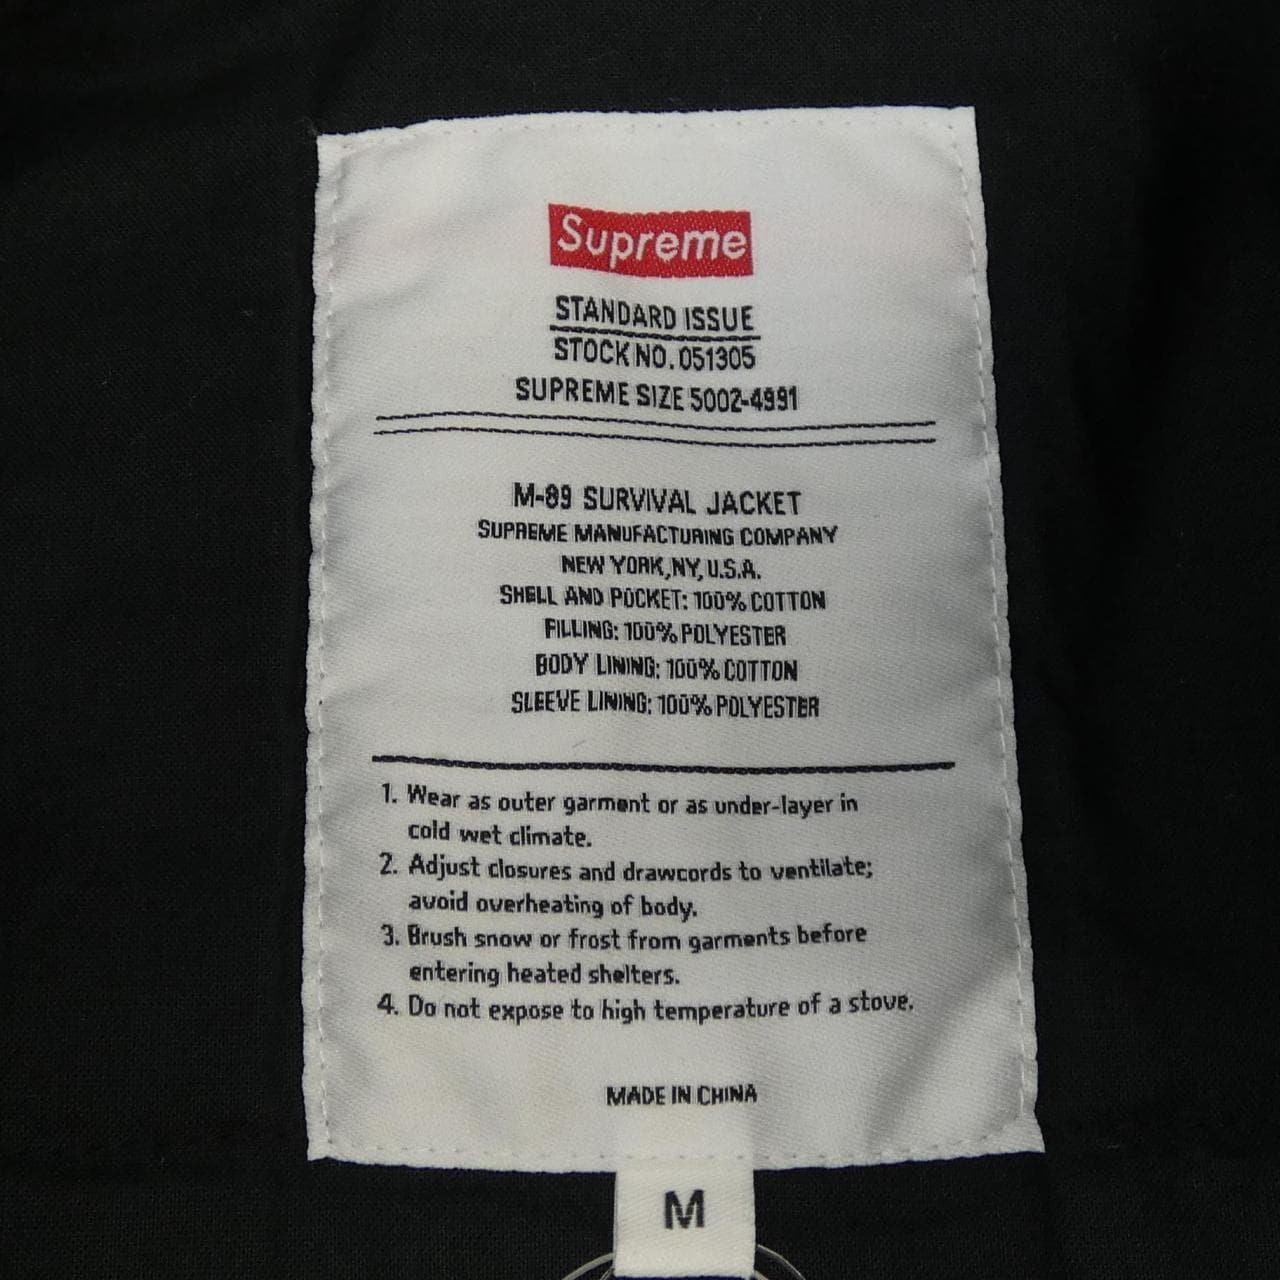 Supreme
STANDARD ISSUE
STOCK NO. 051305
SUPREME SIZE 5002-4991
M-89 SURVIVAL JACKET
SUPREME MANUFACTURING COMPANY
NEW YORK,NY,U.S.A.
SHELL AND POCKET: 100% COTTON
FILLING: 100% POLYESTER
BODY LINING: 100% COTTON
SLEEVE LINING: 100% POLYESTER
1. Wear as outer garment or as under-layer in
cold wet climate.
2. Adjust closures and drawcords to ventilate;
avoid overheating of body.
3. Brush snow or frost from garments before
entering heated shelters.
4. Do not expose to high temperature of a stove.
MADE IN CHINA
M